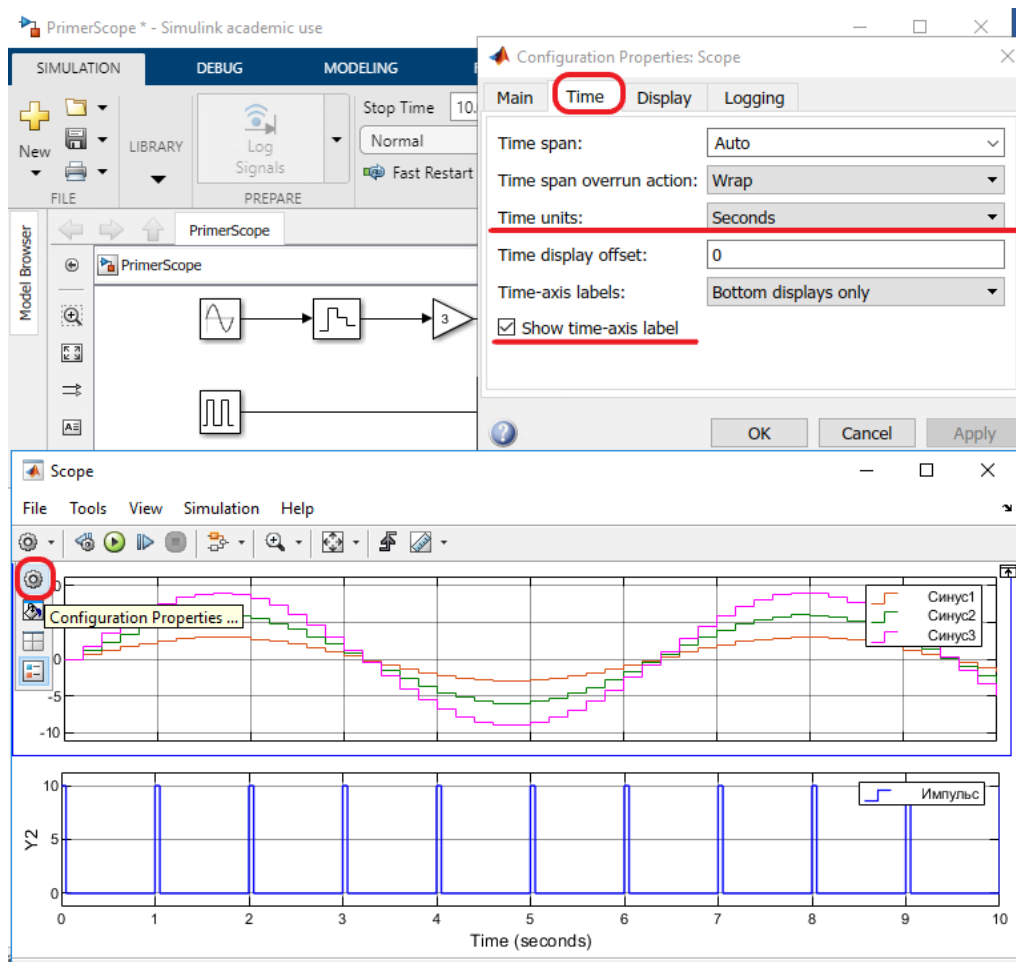 PrimerScope * - Simulink academic use
SIMULATION
DEBUG
MODELING
New
FILE
LIBRARY
Log
Signals
PREPARE
Stop Time
10.
Normal
Fast Restart
Model Browser
PrimerScope
PrimerScope
3
Configuration Properties: Scope
Main
Time
Display
Logging
Time span:
Auto
Time span overrun action:
Wrap
Time units:
Seconds
Time display offset:
0
Time-axis labels:
Bottom displays only
Show time-axis label
OK
Cancel
Apply
Scope
File
Tools
View
Simulation
Help
Configuration Properties ...
0
0
-5
-10
Синус1
Синус2
Синус3
Y2
10
5
0
Импульс
0
1
2
3
4
5
6
7
8
9
10
Time (seconds)